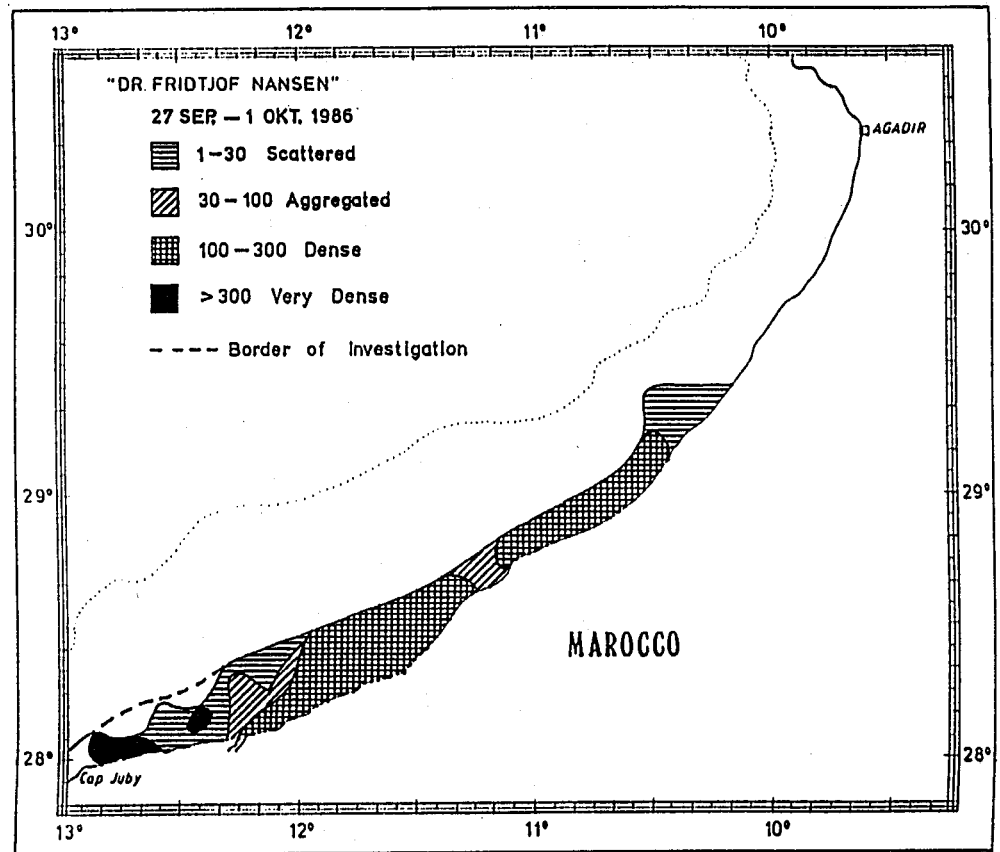 13° 12° 11° 10°
"DR. FRIDTJOF NANSEN"
27 SEP. — 1 OKT. 1986
1—30 Scattered
30—100 Aggregated
100—300 Dense
>300 Very Dense
Border of Investigation
AGADIR
30° 30°
29° 29°
MAROCCO
28° 28°
Cap Juby
13° 12° 11° 10°